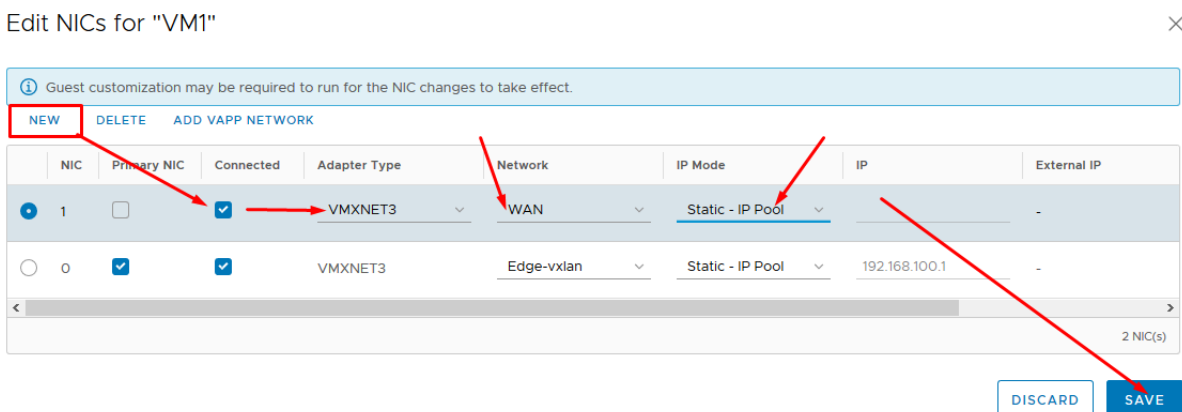 Edit NICs for "VM1"
Guest customization may be required to run for the NIC changes to take effect.
NEW DELETE ADD VAPP NETWORK
NIC Primary NIC Connected Adapter Type Network IP Mode IP External IP
1 VMXNET3 WAN Static - IP Pool -
0 VMXNET3 Edge-vxlan Static - IP Pool 192.168.100.1 -
2 NIC(s)
DISCARD SAVE